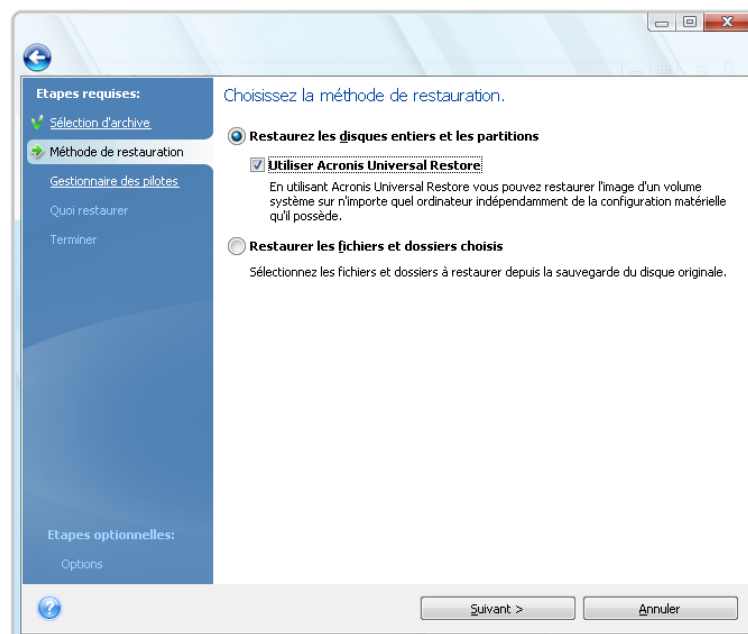 Etapes requises:
Sélection d'archive
Méthode de restauration
Gestionnaire des pilotes
Quoi restaurer
Terminer
Etapes optionnelles:
Options
Choisissez la méthode de restauration.
Restaurez les disques entiers et les partitions
Utiliser Acronis Universal Restore
En utilisant Acronis Universal Restore vous pouvez restaurer l'image d'un volume
système sur n'importe quel ordinateur indépendamment de la configuration matérielle
qu'il possède.
Restaurer les fichiers et dossiers choisis
Sélectionnez les fichiers et dossiers à restaurer depuis la sauvegarde du disque originale.
Suivant >
Annuler